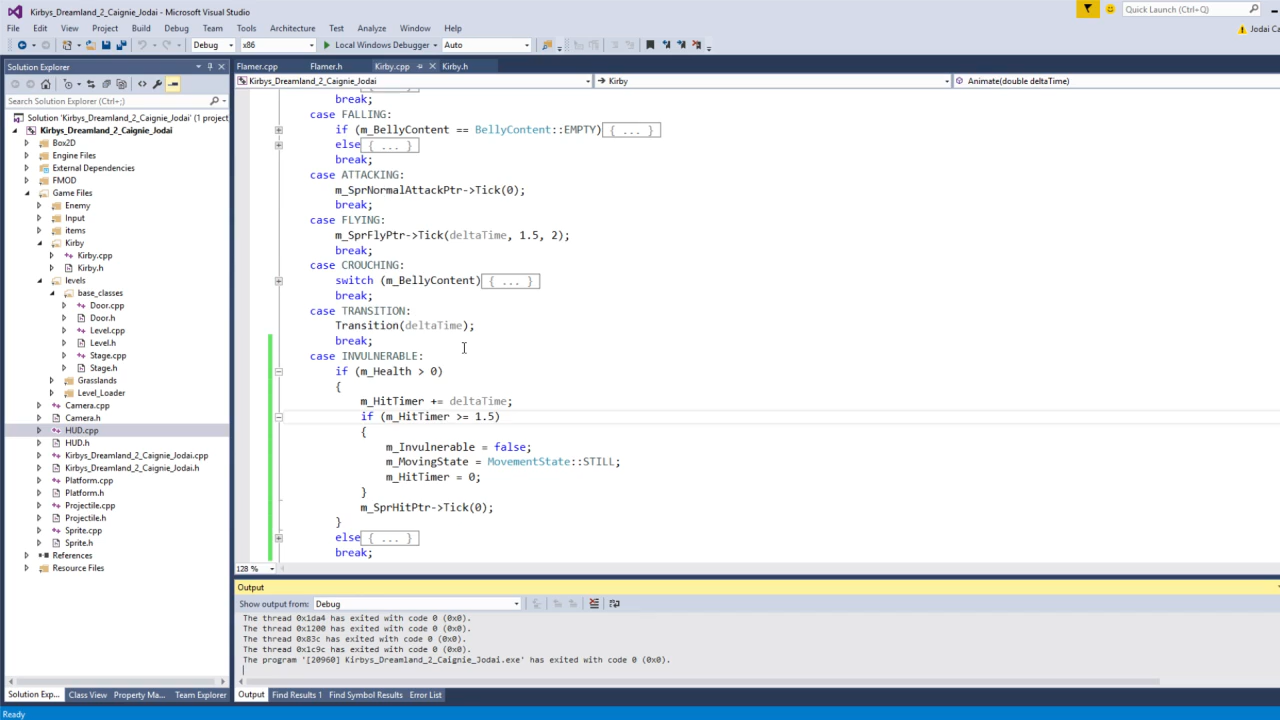 Kirbys_Dreamland_2_Caignie_Jodai - Microsoft Visual Studio
Quick Launch (Ctrl+Q)
File Edit View Project Build Debug Team Tools Architecture Test Analyze Window Help
Jodai Ca
Debug x86 Local Windows Debugger Auto
Solution Explorer
Flamer.cpp Flamer.h Kirby.cpp Kirby.h
Kirbys_Dreamland_2_Caignie_Jodai Kirby Animate(double deltaTime)
Search Solution Explorer (Ctrl+;)
Solution 'Kirbys_Dreamland_2_Caignie_Jodai' (1 projec
Kirbys_Dreamland_2_Caignie_Jodai
Box2D
Engine Files
External Dependencies
FMOD
Game Files
Enemy
Input
items
Kirby
Kirby.cpp
Kirby.h
levels
base_classes
Door.cpp
Door.h
Level.cpp
Level.h
Stage.cpp
Stage.h
Grasslands
Level_Loader
Camera.cpp
Camera.h
HUD.cpp
HUD.h
Kirbys_Dreamland_2_Caignie_Jodai.cpp
Kirbys_Dreamland_2_Caignie_Jodai.h
Platform.cpp
Platform.h
Projectile.cpp
Projectile.h
Sprite.cpp
Sprite.h
References
Resource Files
Solution Exp... Class View Property Ma... Team Explorer
break;
case FALLING:
if (m_BellyContent == BellyContent::EMPTY){ ... }
else{ ... }
break;
case ATTACKING:
m_SprNormalAttackPtr->Tick(0);
break;
case FLYING:
m_SprFlyPtr->Tick(deltaTime, 1.5, 2);
break;
case CROUCHING:
switch (m_BellyContent){ ... }
break;
case TRANSITION:
Transition(deltaTime);
break;
case INVULNERABLE:
if (m_Health > 0)
{
m_HitTimer += deltaTime;
if (m_HitTimer >= 1.5)
{
m_Invulnerable = false;
m_MovingState = MovementState::STILL;
m_HitTimer = 0;
}
m_SprHitPtr->Tick(0);
}
else{ ... }
break;
128 %
Output
Show output from: Debug
The thread 0x1da4 has exited with code 0 (0x0).
The thread 0x1200 has exited with code 0 (0x0).
The thread 0x83c has exited with code 0 (0x0).
The thread 0x1c9c has exited with code 0 (0x0).
The program '[20960] Kirbys_Dreamland_2_Caignie_Jodai.exe' has exited with code 0 (0x0).
Output Find Results 1 Find Symbol Results Error List
Ready